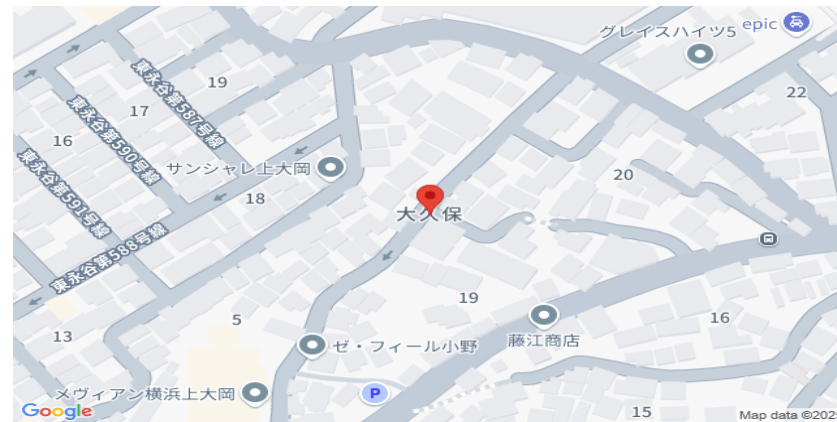 グレイスハイツ5
epic
19
17
16
22
東永谷第587号線
東永谷第590号線
東永谷第591号線
サンシャレ上大岡
20
18
大久保
東永谷第588号線
19
5
13
16
藤江商店
ゼ・フィール小野
メヴィアン横浜上大岡
P
15
Google
Map data ©2025